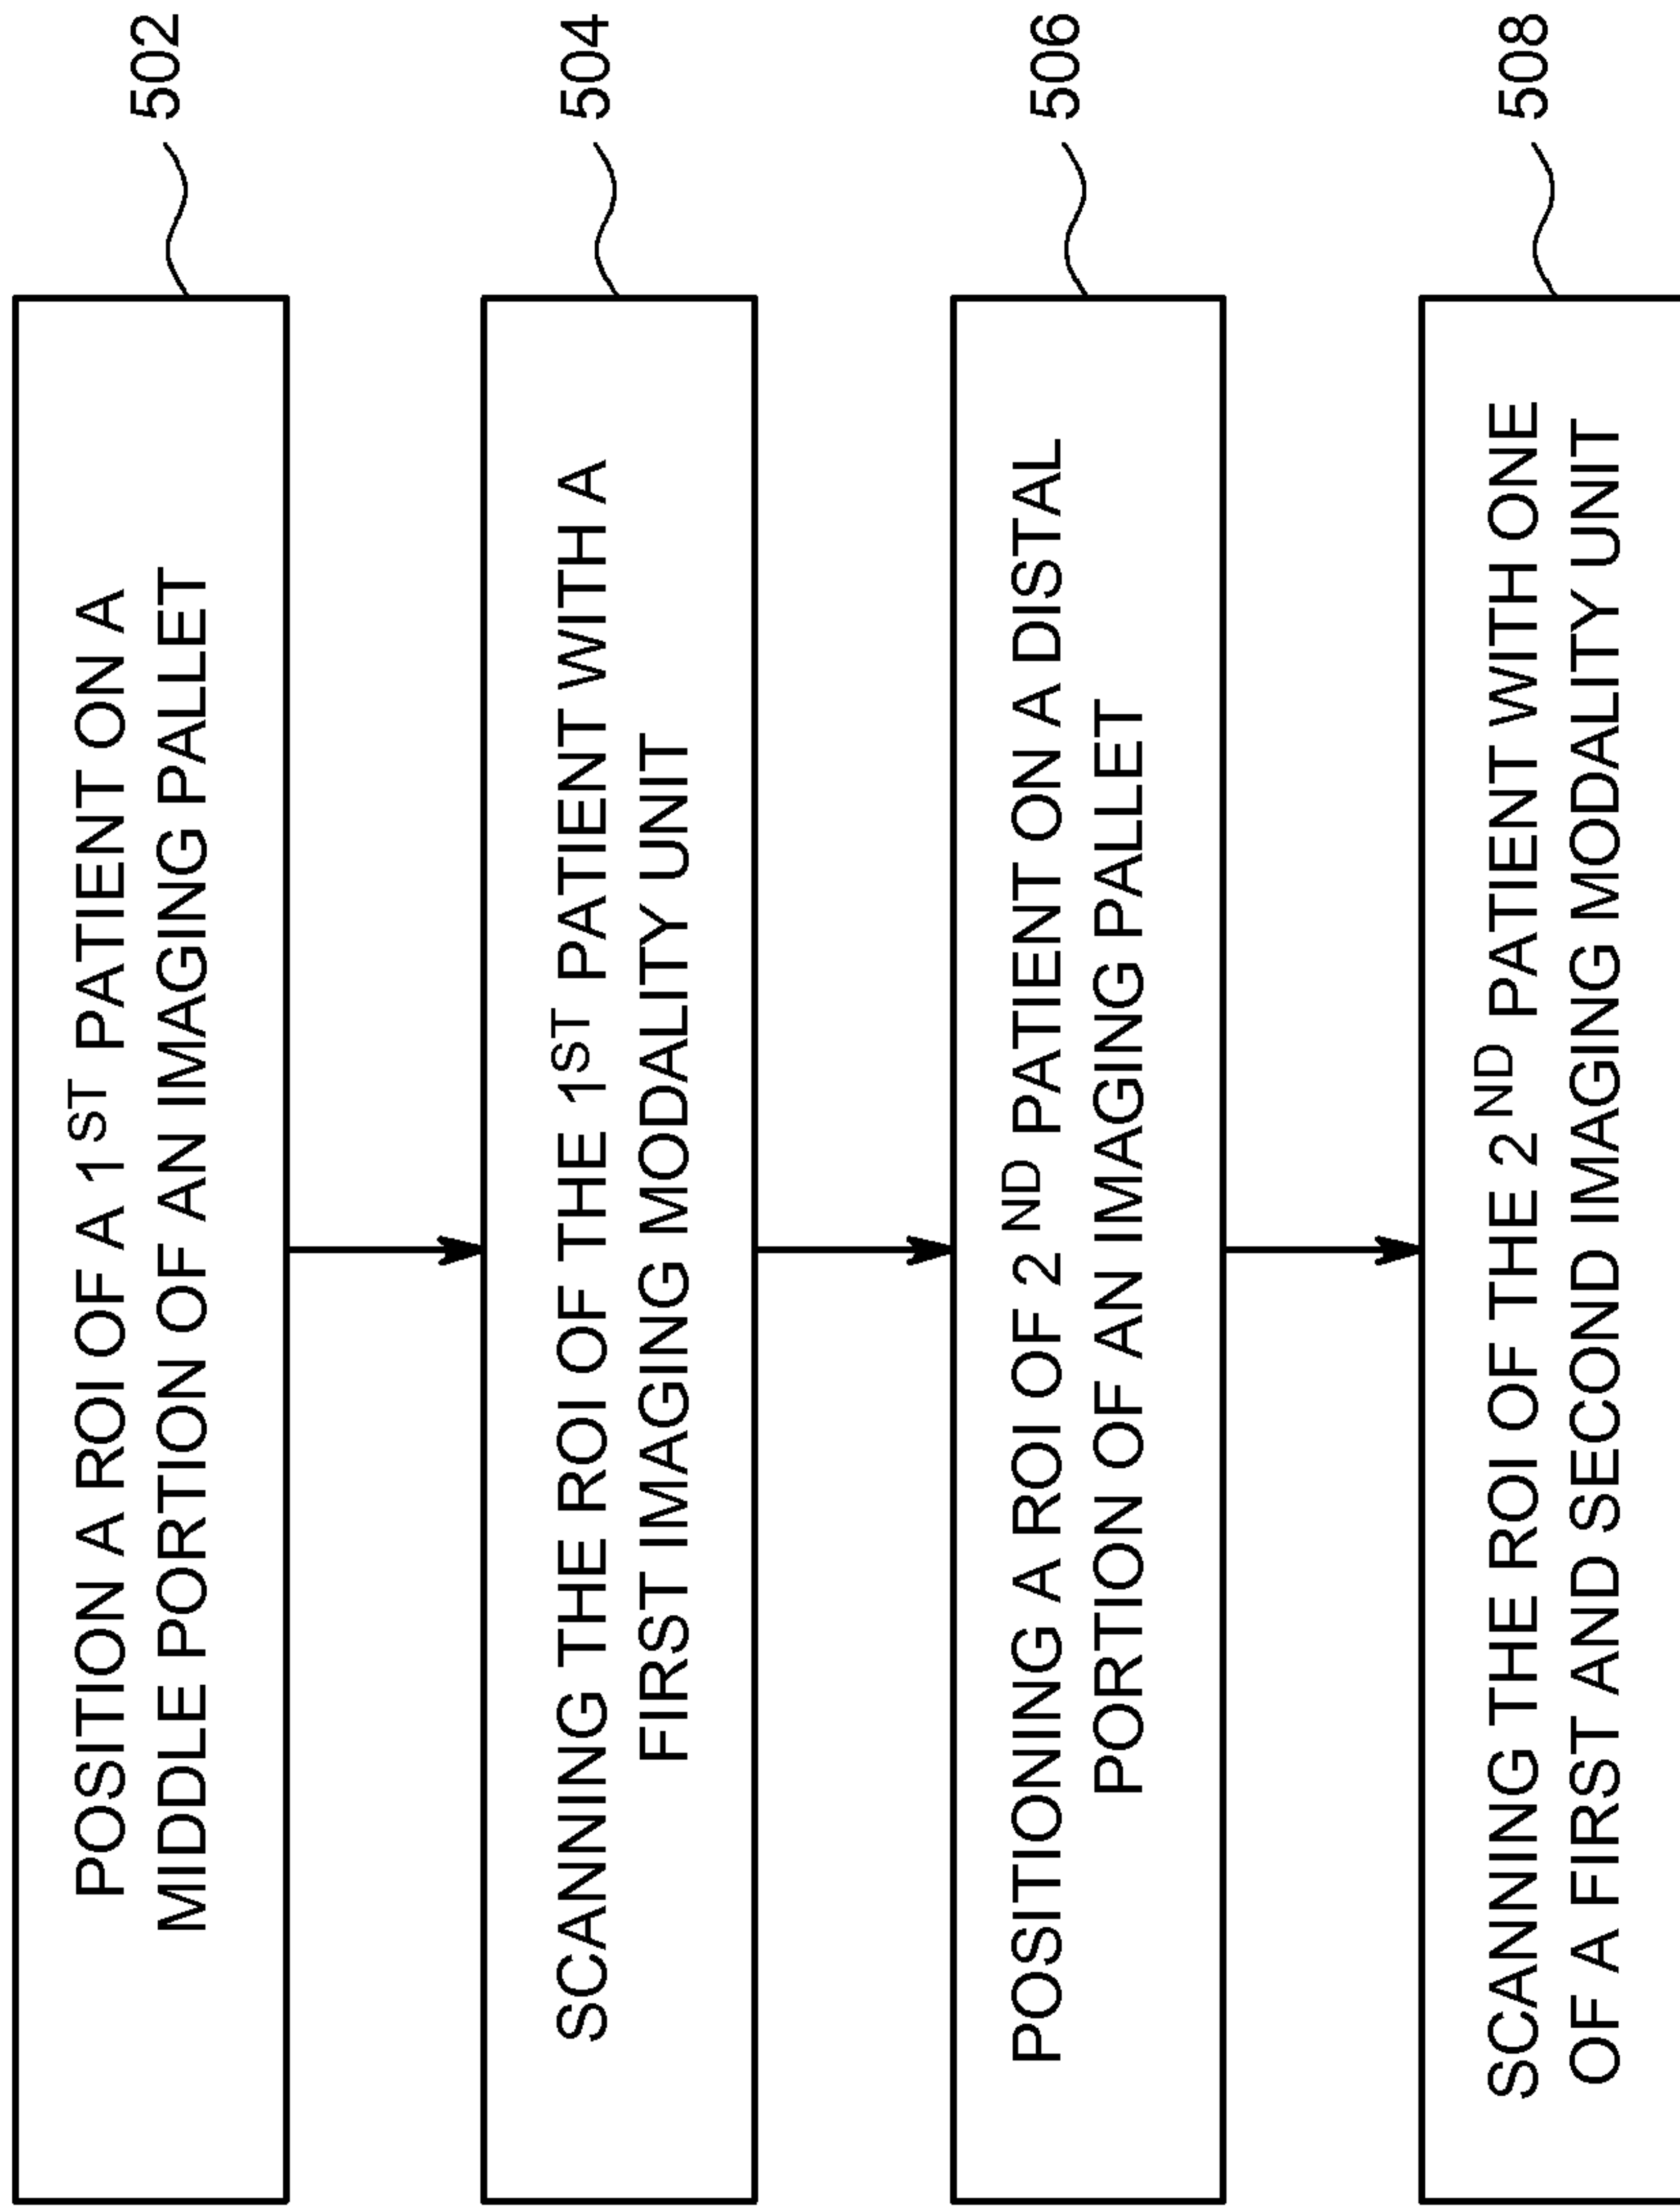 POSITION A ROI OF A 1ST PATIENT ON A
MIDDLE PORTION OF AN IMAGING PALLET
502
SCANNING THE ROI OF THE 1ST PATIENT WITH A
FIRST IMAGING MODALITY UNIT
504
POSITIONING A ROI OF 2ND PATIENT ON A DISTAL
PORTION OF AN IMAGING PALLET
506
SCANNING THE ROI OF THE 2ND PATIENT WITH ONE
OF A FIRST AND SECOND IMAGING MODALITY UNIT
508